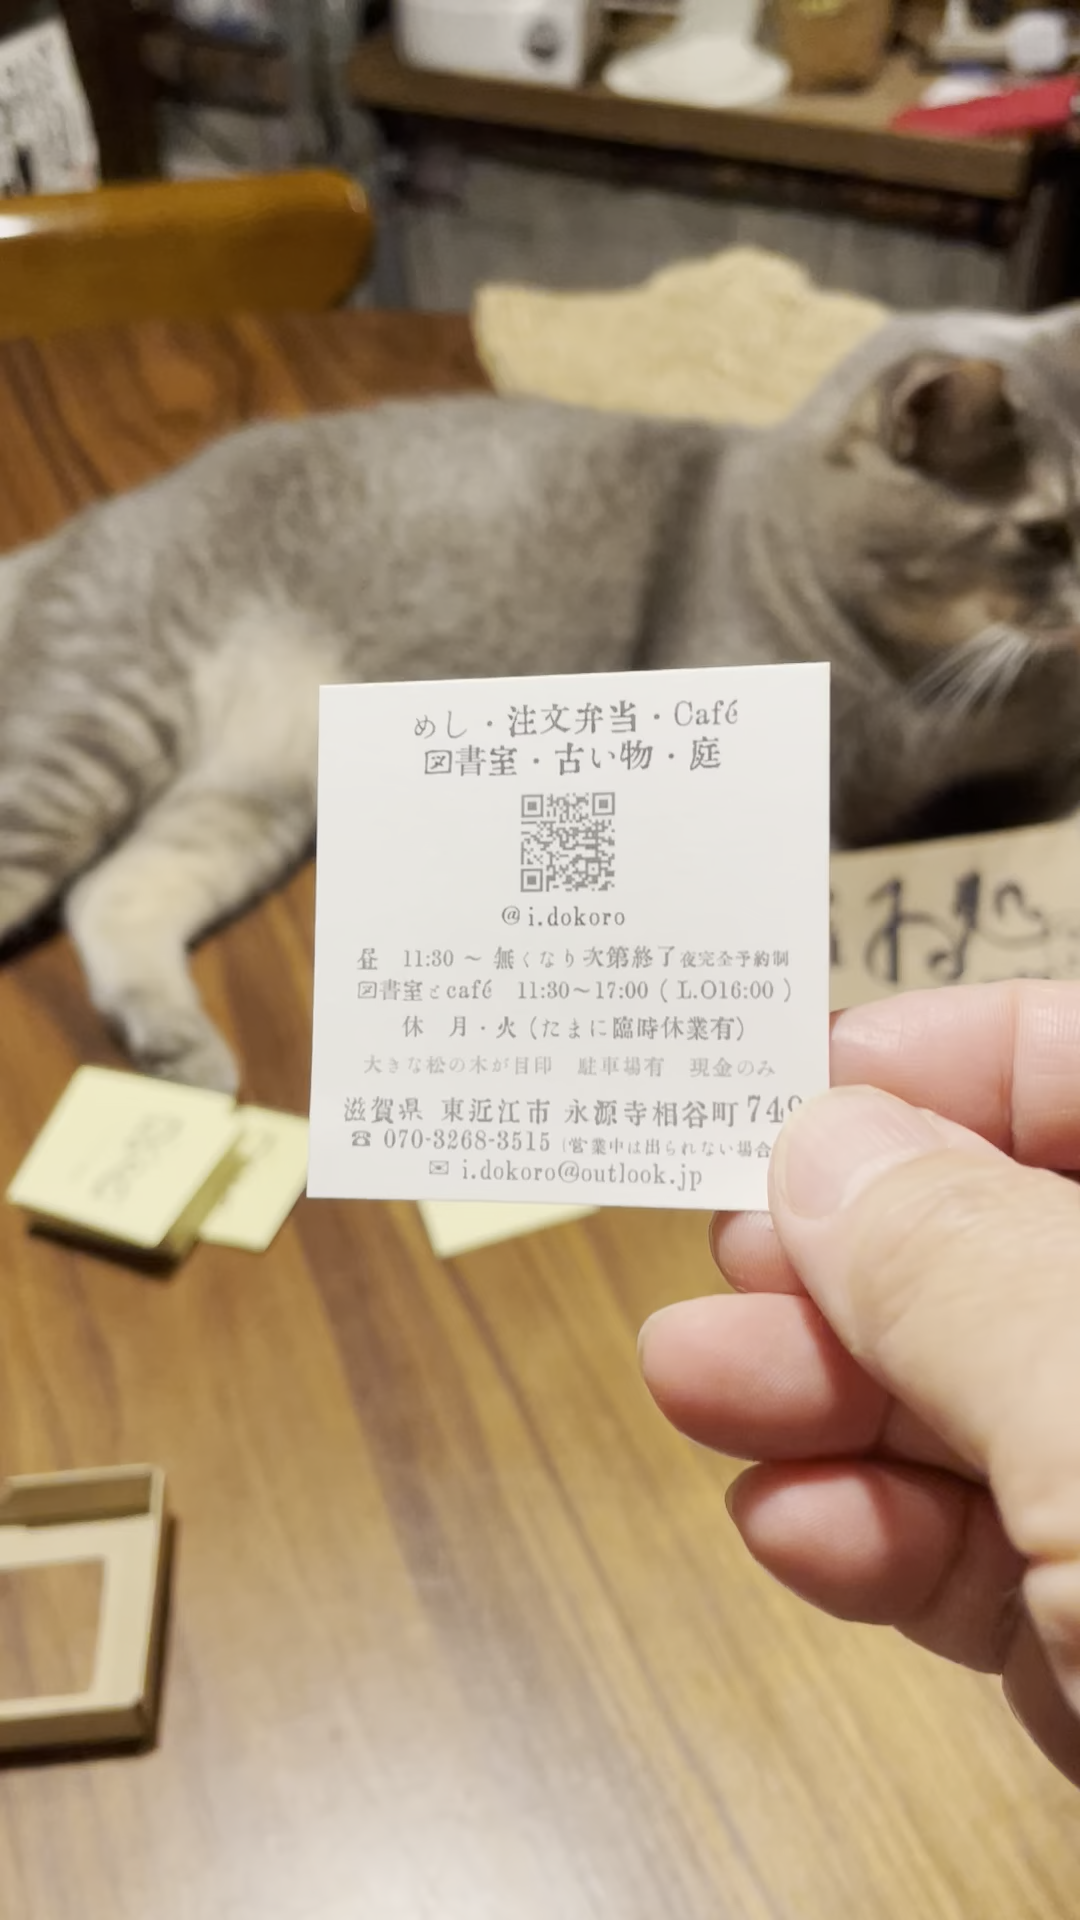 めし・注文弁当・Café
図書室・古い物・庭
@i.dokoro
昼 11:30 ~ 無くなり次第終了 夜完全予約制
図書室とcafé 11:30~17:00 ( L.O16:00 )
休 月・火 (たまに臨時休業有)
大きな松の木が目印 駐車場有 現金のみ
滋賀県 東近江市 永源寺相谷町 74
☎ 070-3268-3515 (営業中は出られない場合
✉ i.dokoro@outlook.jp